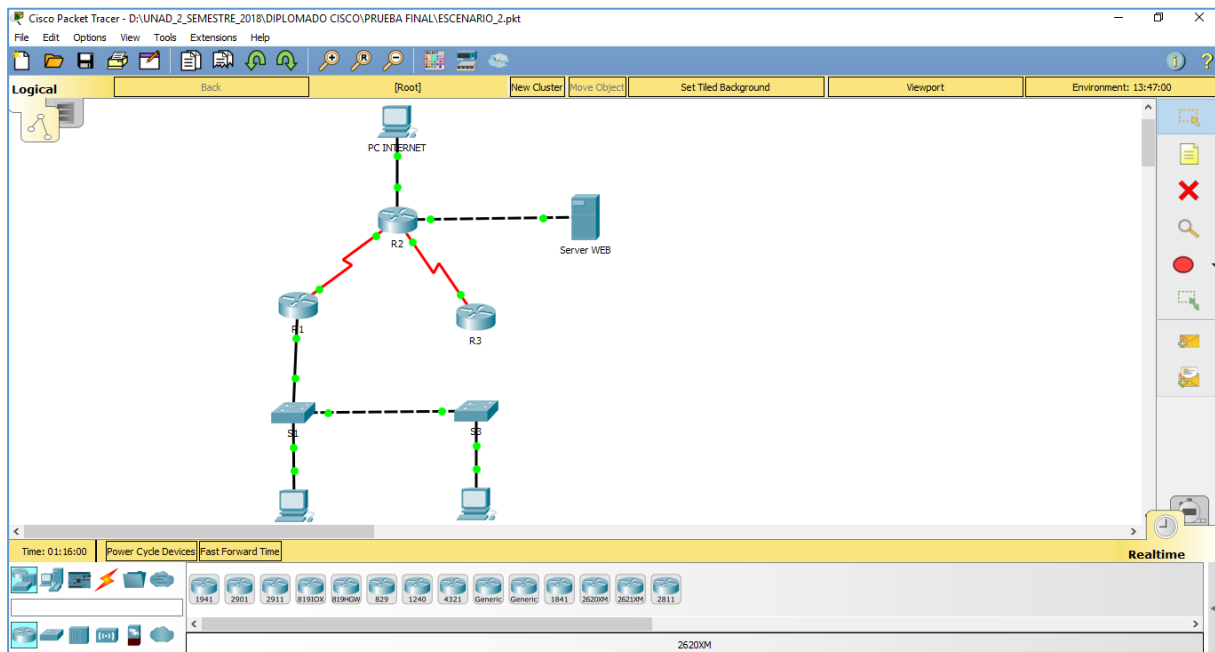 Cisco Packet Tracer - D:\UNAD_2_SEMESTRE_2018\DIPLOMADO CISCO\PRUEBA FINAL\ESCENARIO_2.pkt
File Edit Options View Tools Extensions Help
Logical Back [Root] New Cluster Move Object Set Tiled Background Viewport Environment: 13:47:00
PC INTERNET
R2
Server WEB
R1
R3
S1
S3
Time: 01:16:00 Power Cycle Devices Fast Forward Time Realtime
1941 2901 2911 819IOX 819HGW 829 1240 4321 Generic Generic 1841 2620XM 2621XM 2811
2620XM